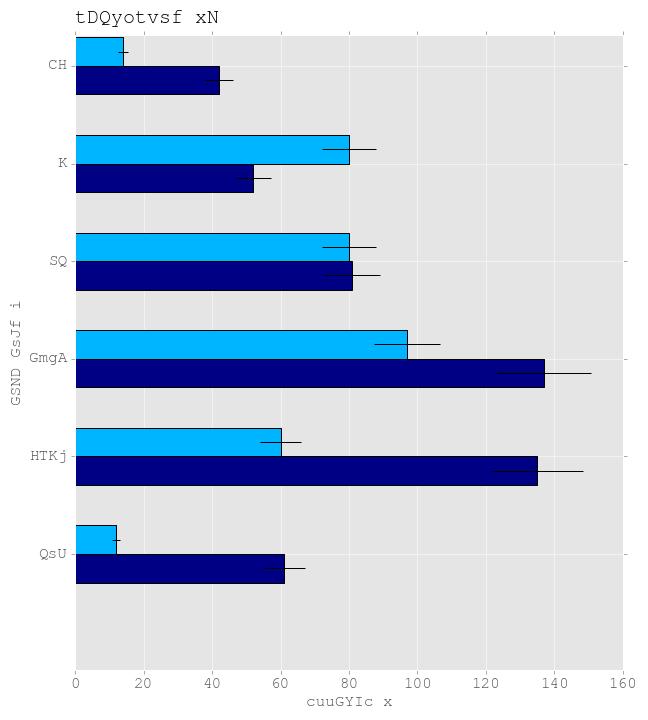 tDQyotvsf xN
CH
K
SQ
GmgA
HTKj
QsU
GSND GsJf i
0 20 40 60 80 100 120 140 160
cuuGYIc x